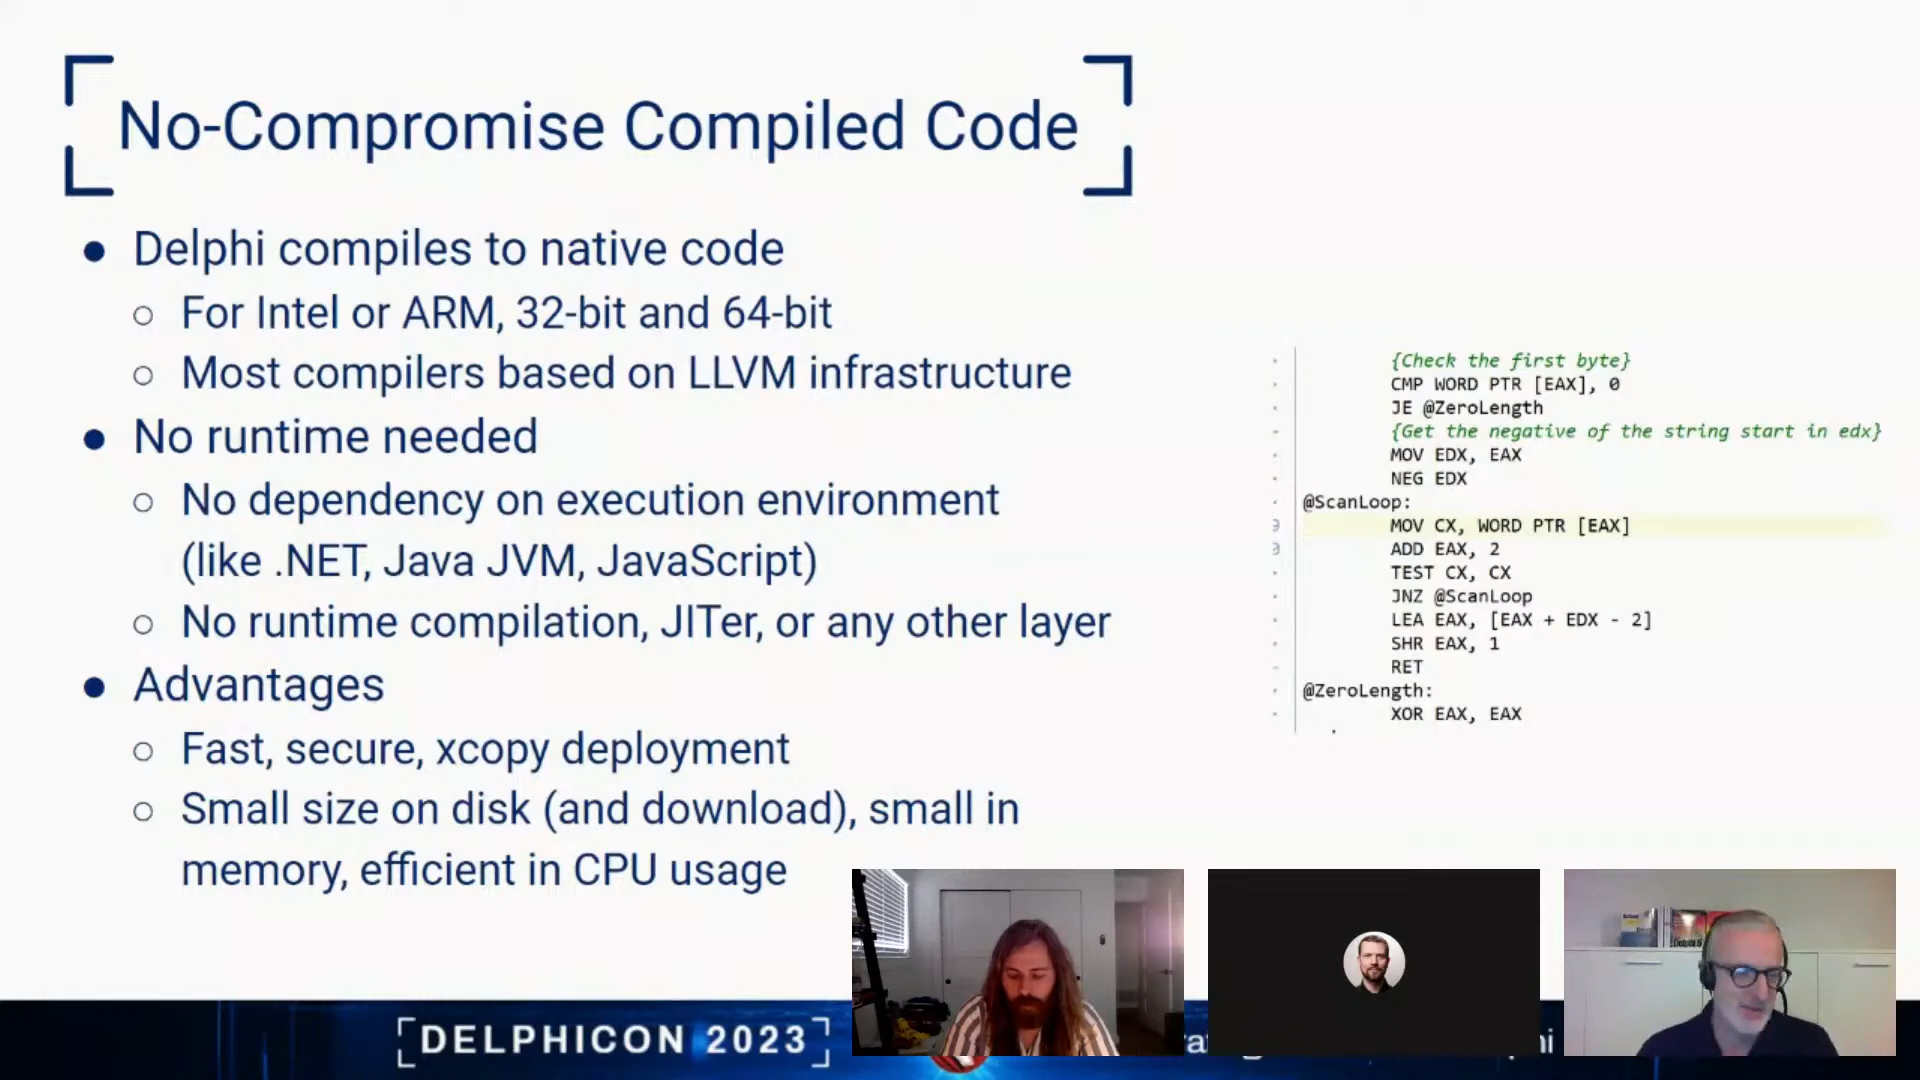 No-Compromise Compiled Code
● Delphi compiles to native code
○ For Intel or ARM, 32-bit and 64-bit
○ Most compilers based on LLVM infrastructure
● No runtime needed
○ No dependency on execution environment
(like .NET, Java JVM, JavaScript)
○ No runtime compilation, JITer, or any other layer
● Advantages
○ Fast, secure, xcopy deployment
○ Small size on disk (and download), small in
memory, efficient in CPU usage
{Check the first byte}
CMP WORD PTR [EAX], 0
JE @ZeroLength
{Get the negative of the string start in edx}
MOV EDX, EAX
NEG EDX
@ScanLoop:
MOV CX, WORD PTR [EAX]
ADD EAX, 2
TEST CX, CX
JNZ @ScanLoop
LEA EAX, [EAX + EDX - 2]
SHR EAX, 1
RET
@ZeroLength:
XOR EAX, EAX
[DELPHICON 2023]